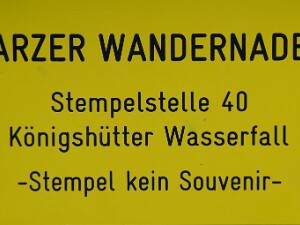 ARZER WANDERNADE
Stempelstelle 40
Königshütter Wasserfall
-Stempel kein Souvenir-